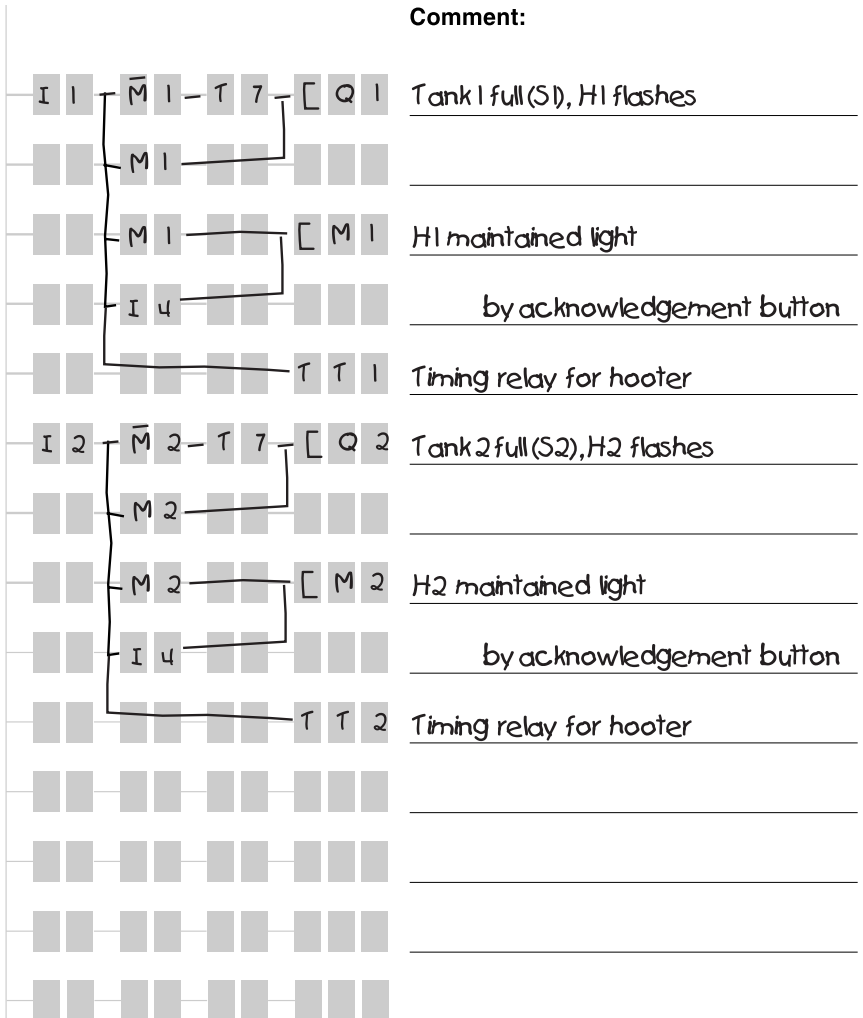 Comment:
I 1 M̅ 1 T 7 [ Q 1 Tank 1 full (S1), H1 flashes
M 1
M 1 [ M 1 H1 maintained light
I 4 by acknowledgement button
T T 1 Timing relay for hooter
I 2 M̅ 2 T 7 [ Q 2 Tank 2 full (S2), H2 flashes
M 2
M 2 [ M 2 H2 maintained light
I 4 by acknowledgement button
T T 2 Timing relay for hooter